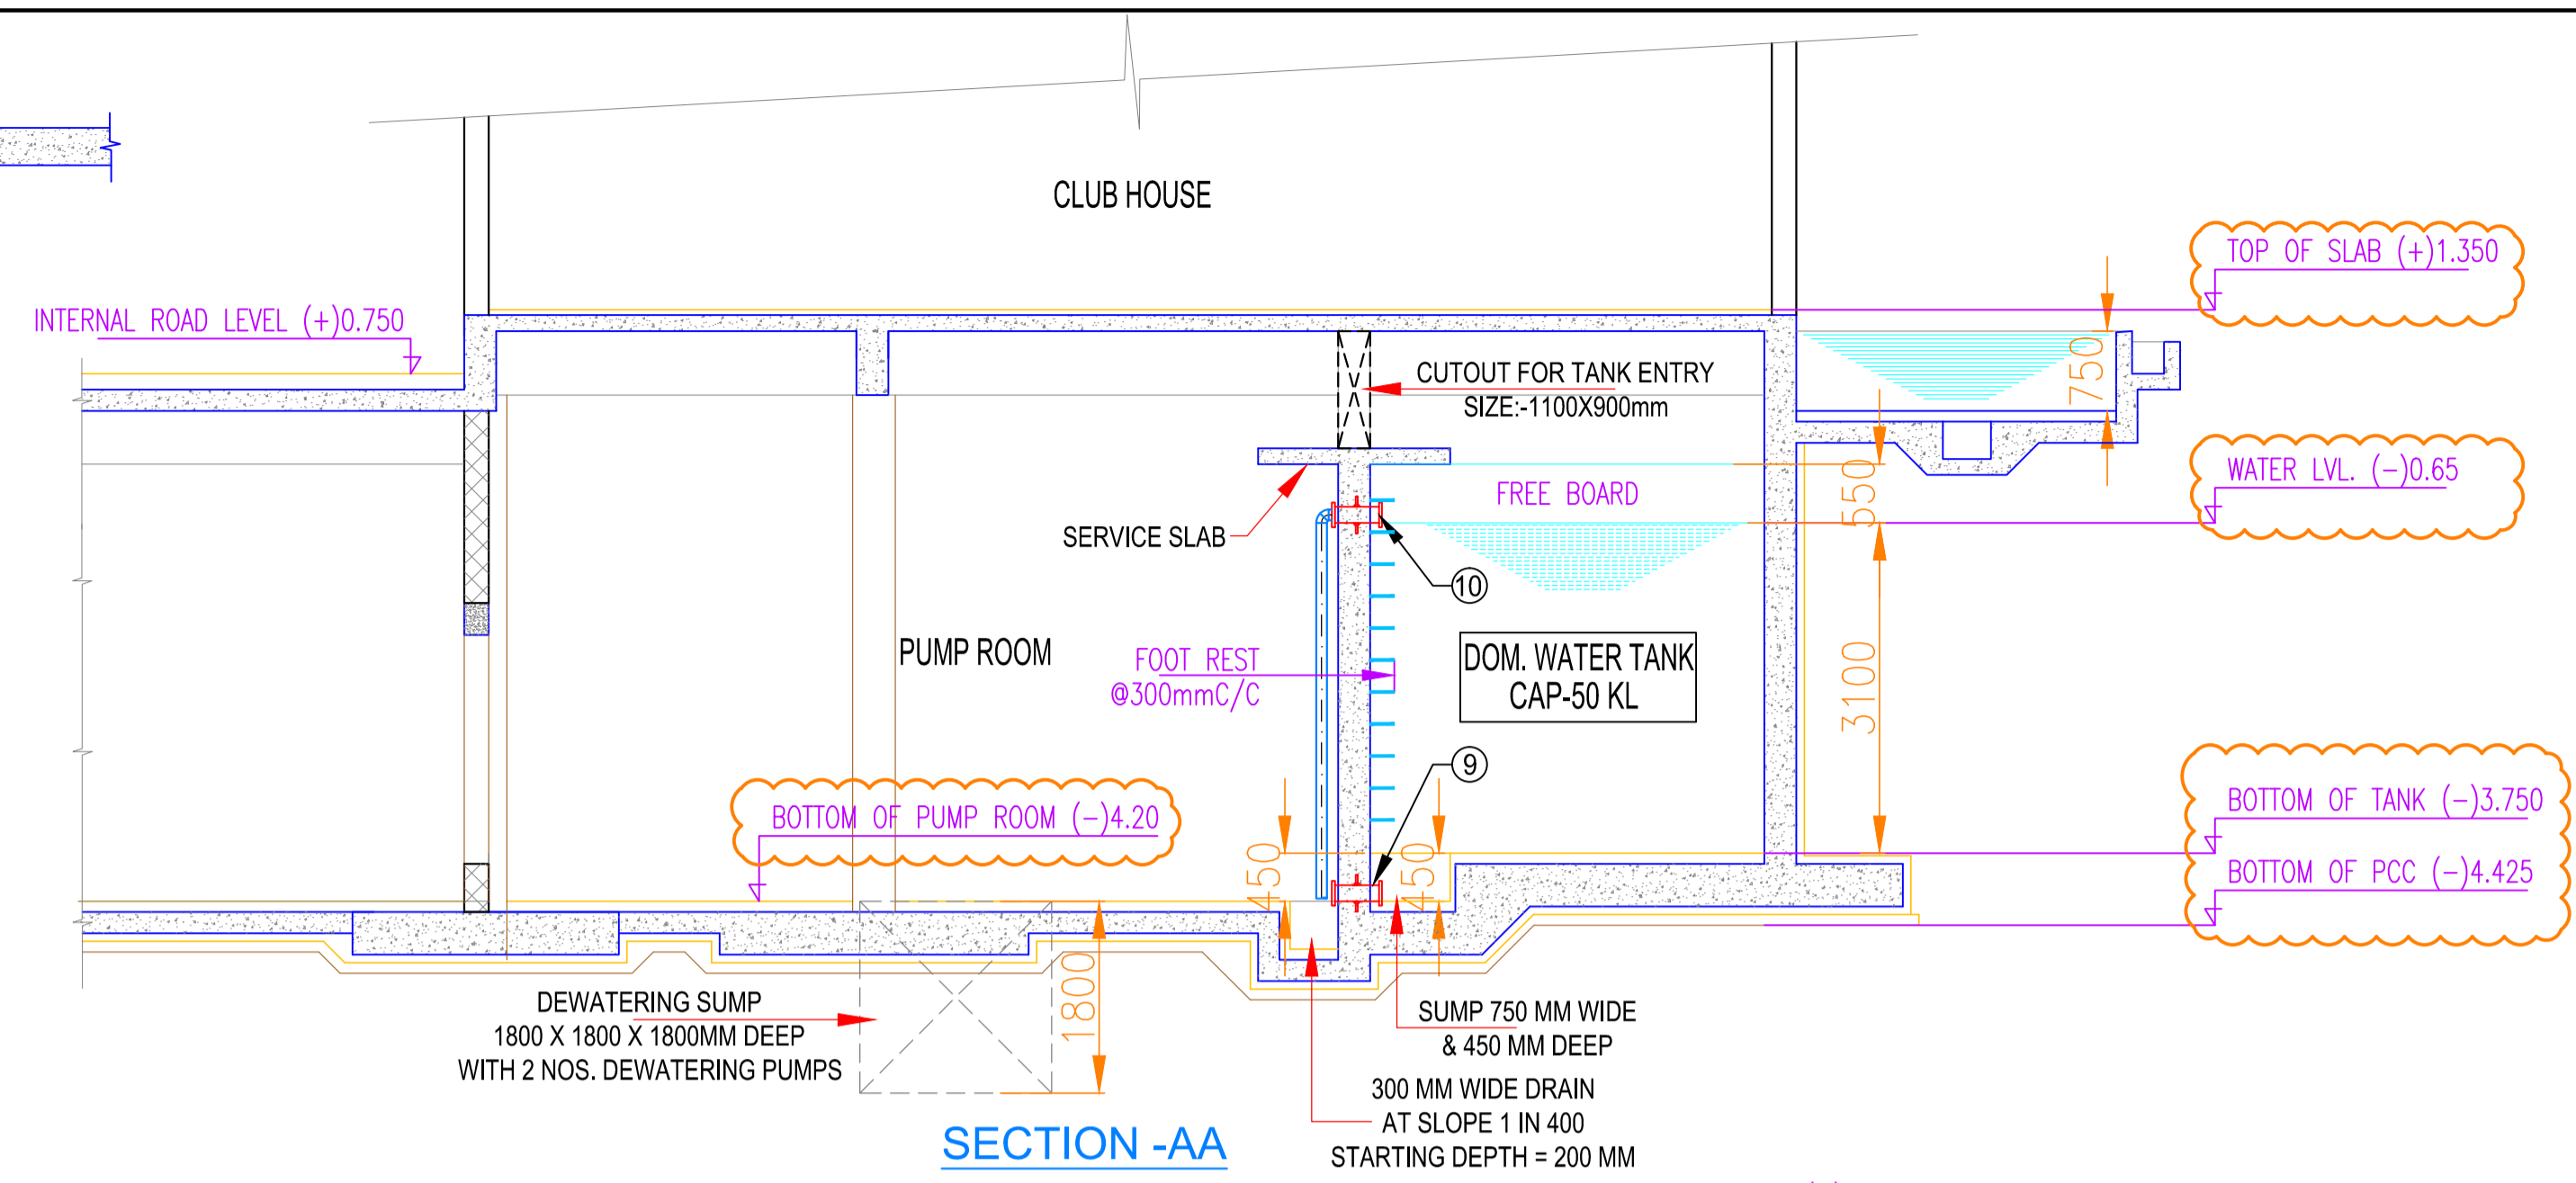 CLUB HOUSE
TOP OF SLAB (+)1.350
INTERNAL ROAD LEVEL (+)0.750
750
CUTOUT FOR TANK ENTRY
SIZE:-1100X900mm
WATER LVL. (-)0.65
FREE BOARD
550
SERVICE SLAB
10
PUMP ROOM
FOOT REST
@300mmC/C
DOM. WATER TANK
CAP-50 KL
3100
9
BOTTOM OF PUMP ROOM (-)4.20
450
450
BOTTOM OF TANK (-)3.750
BOTTOM OF PCC (-)4.425
1800
DEWATERING SUMP
1800 X 1800 X 1800MM DEEP
WITH 2 NOS. DEWATERING PUMPS
SUMP 750 MM WIDE
& 450 MM DEEP
300 MM WIDE DRAIN
AT SLOPE 1 IN 400
STARTING DEPTH = 200 MM
SECTION -AA